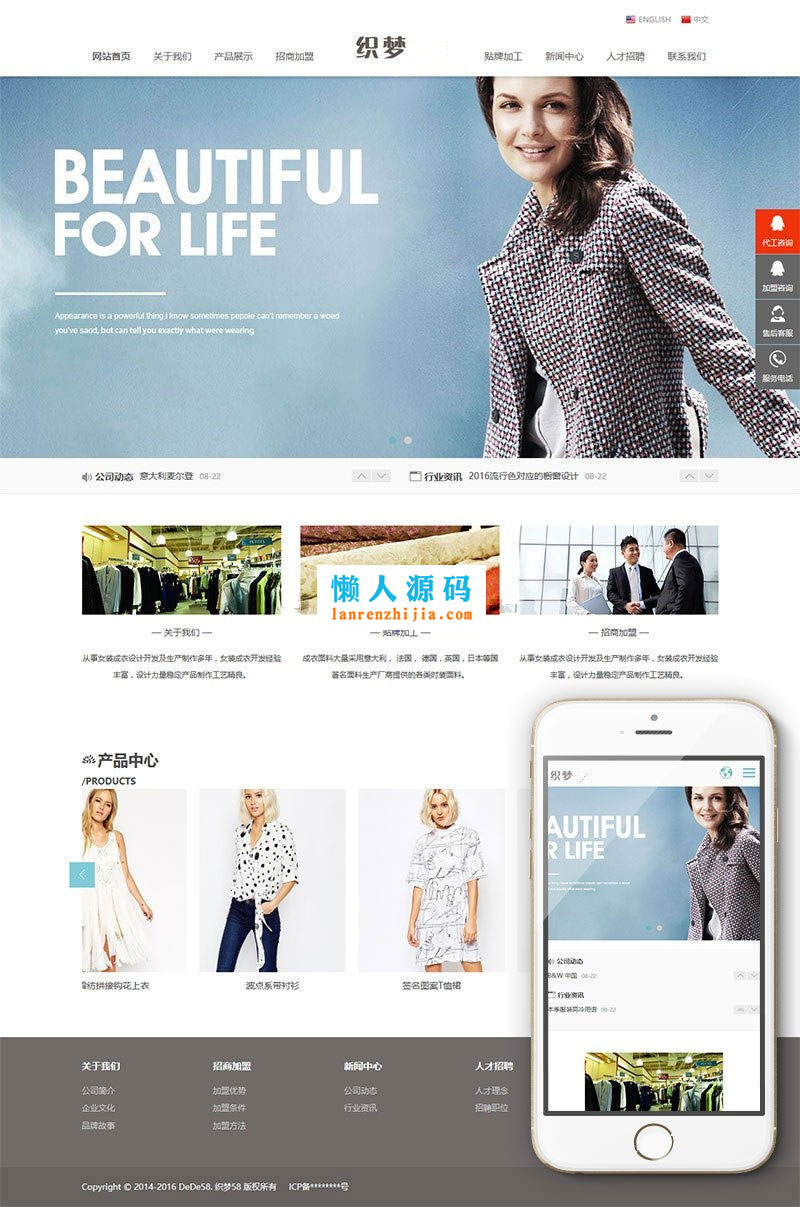 ENGLISH 中文
网站首页 关于我们 产品展示 招商加盟 织梦 贴牌加工 新闻中心 人才招聘 联系我们
BEAUTIFUL
FOR LIFE
Appearance is a powerful thing.I know sometimes pepole can't remember a woed
you've saod, but can tell you exactly what were wearing
代工咨询
加盟咨询
售后客服
服务电话
公司动态 意大利麦尔登 08-22 行业资讯 2016流行色对应的橱窗设计 08-22
PETITES
懒人源码
lanrenzhijia.com
— 关于我们 — — 贴牌加工 — — 招商加盟 —
从事女装成衣设计开发及生产制作多年，女装成衣开发经验
丰富，设计力量稳定产品制作工艺精良。
成衣面料大量采用意大利， 法国， 德国，英国，日本等国
著名面料生产厂商提供的各类时装面料。
从事女装成衣设计开发及生产制作多年，女装成衣开发经验
丰富，设计力量稳定产品制作工艺精良。
产品中心
/PRODUCTS
纺拼接钩花上衣 波点系带衬衫 签名图案T恤裙
织梦
AUTIFUL
R LIFE
公司动态
B&W 中国 08-22
行业资讯
本季服装高冷用语 08-22
关于我们 招商加盟 新闻中心 人才招聘
公司简介 加盟优势 公司动态 人才理念
企业文化 加盟条件 行业资讯 招聘职位
品牌故事 加盟方法
Copyright © 2014-2016 DeDe58. 织梦58 版权所有 ICP备********号